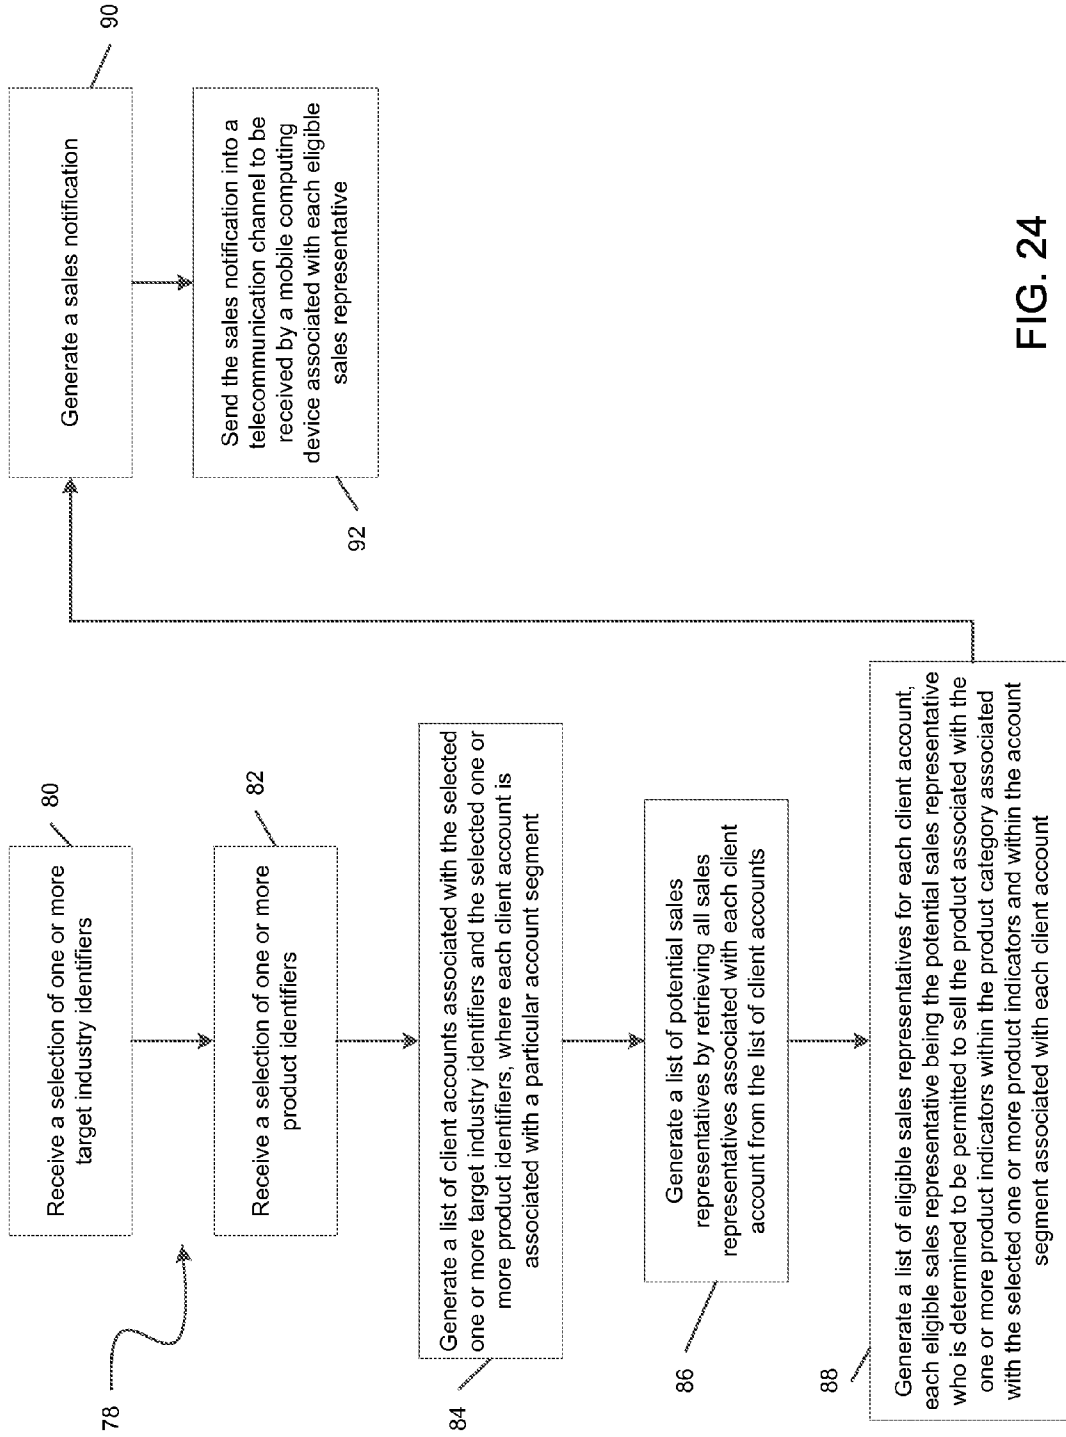 78
80
Receive a selection of one or more
target industry identifiers
82
Receive a selection of one or more
product identifiers
84
Generate a list of client accounts associated with the selected
one or more target industry identifiers and the selected one or
more product identifiers, where each client account is
associated with a particular account segment
86
Generate a list of potential sales
representatives by retrieving all sales
representatives associated with each client
account from the list of client accounts
88
Generate a list of eligible sales representatives for each client account,
each eligible sales representative being the potential sales representative
who is determined to be permitted to sell the product associated with the
one or more product indicators within the product category associated
with the selected one or more product indicators and within the account
segment associated with each client account
90
Generate a sales notification
92
Send the sales notification into a
telecommunication channel to be
received by a mobile computing
device associated with each eligible
sales representative
FIG. 24